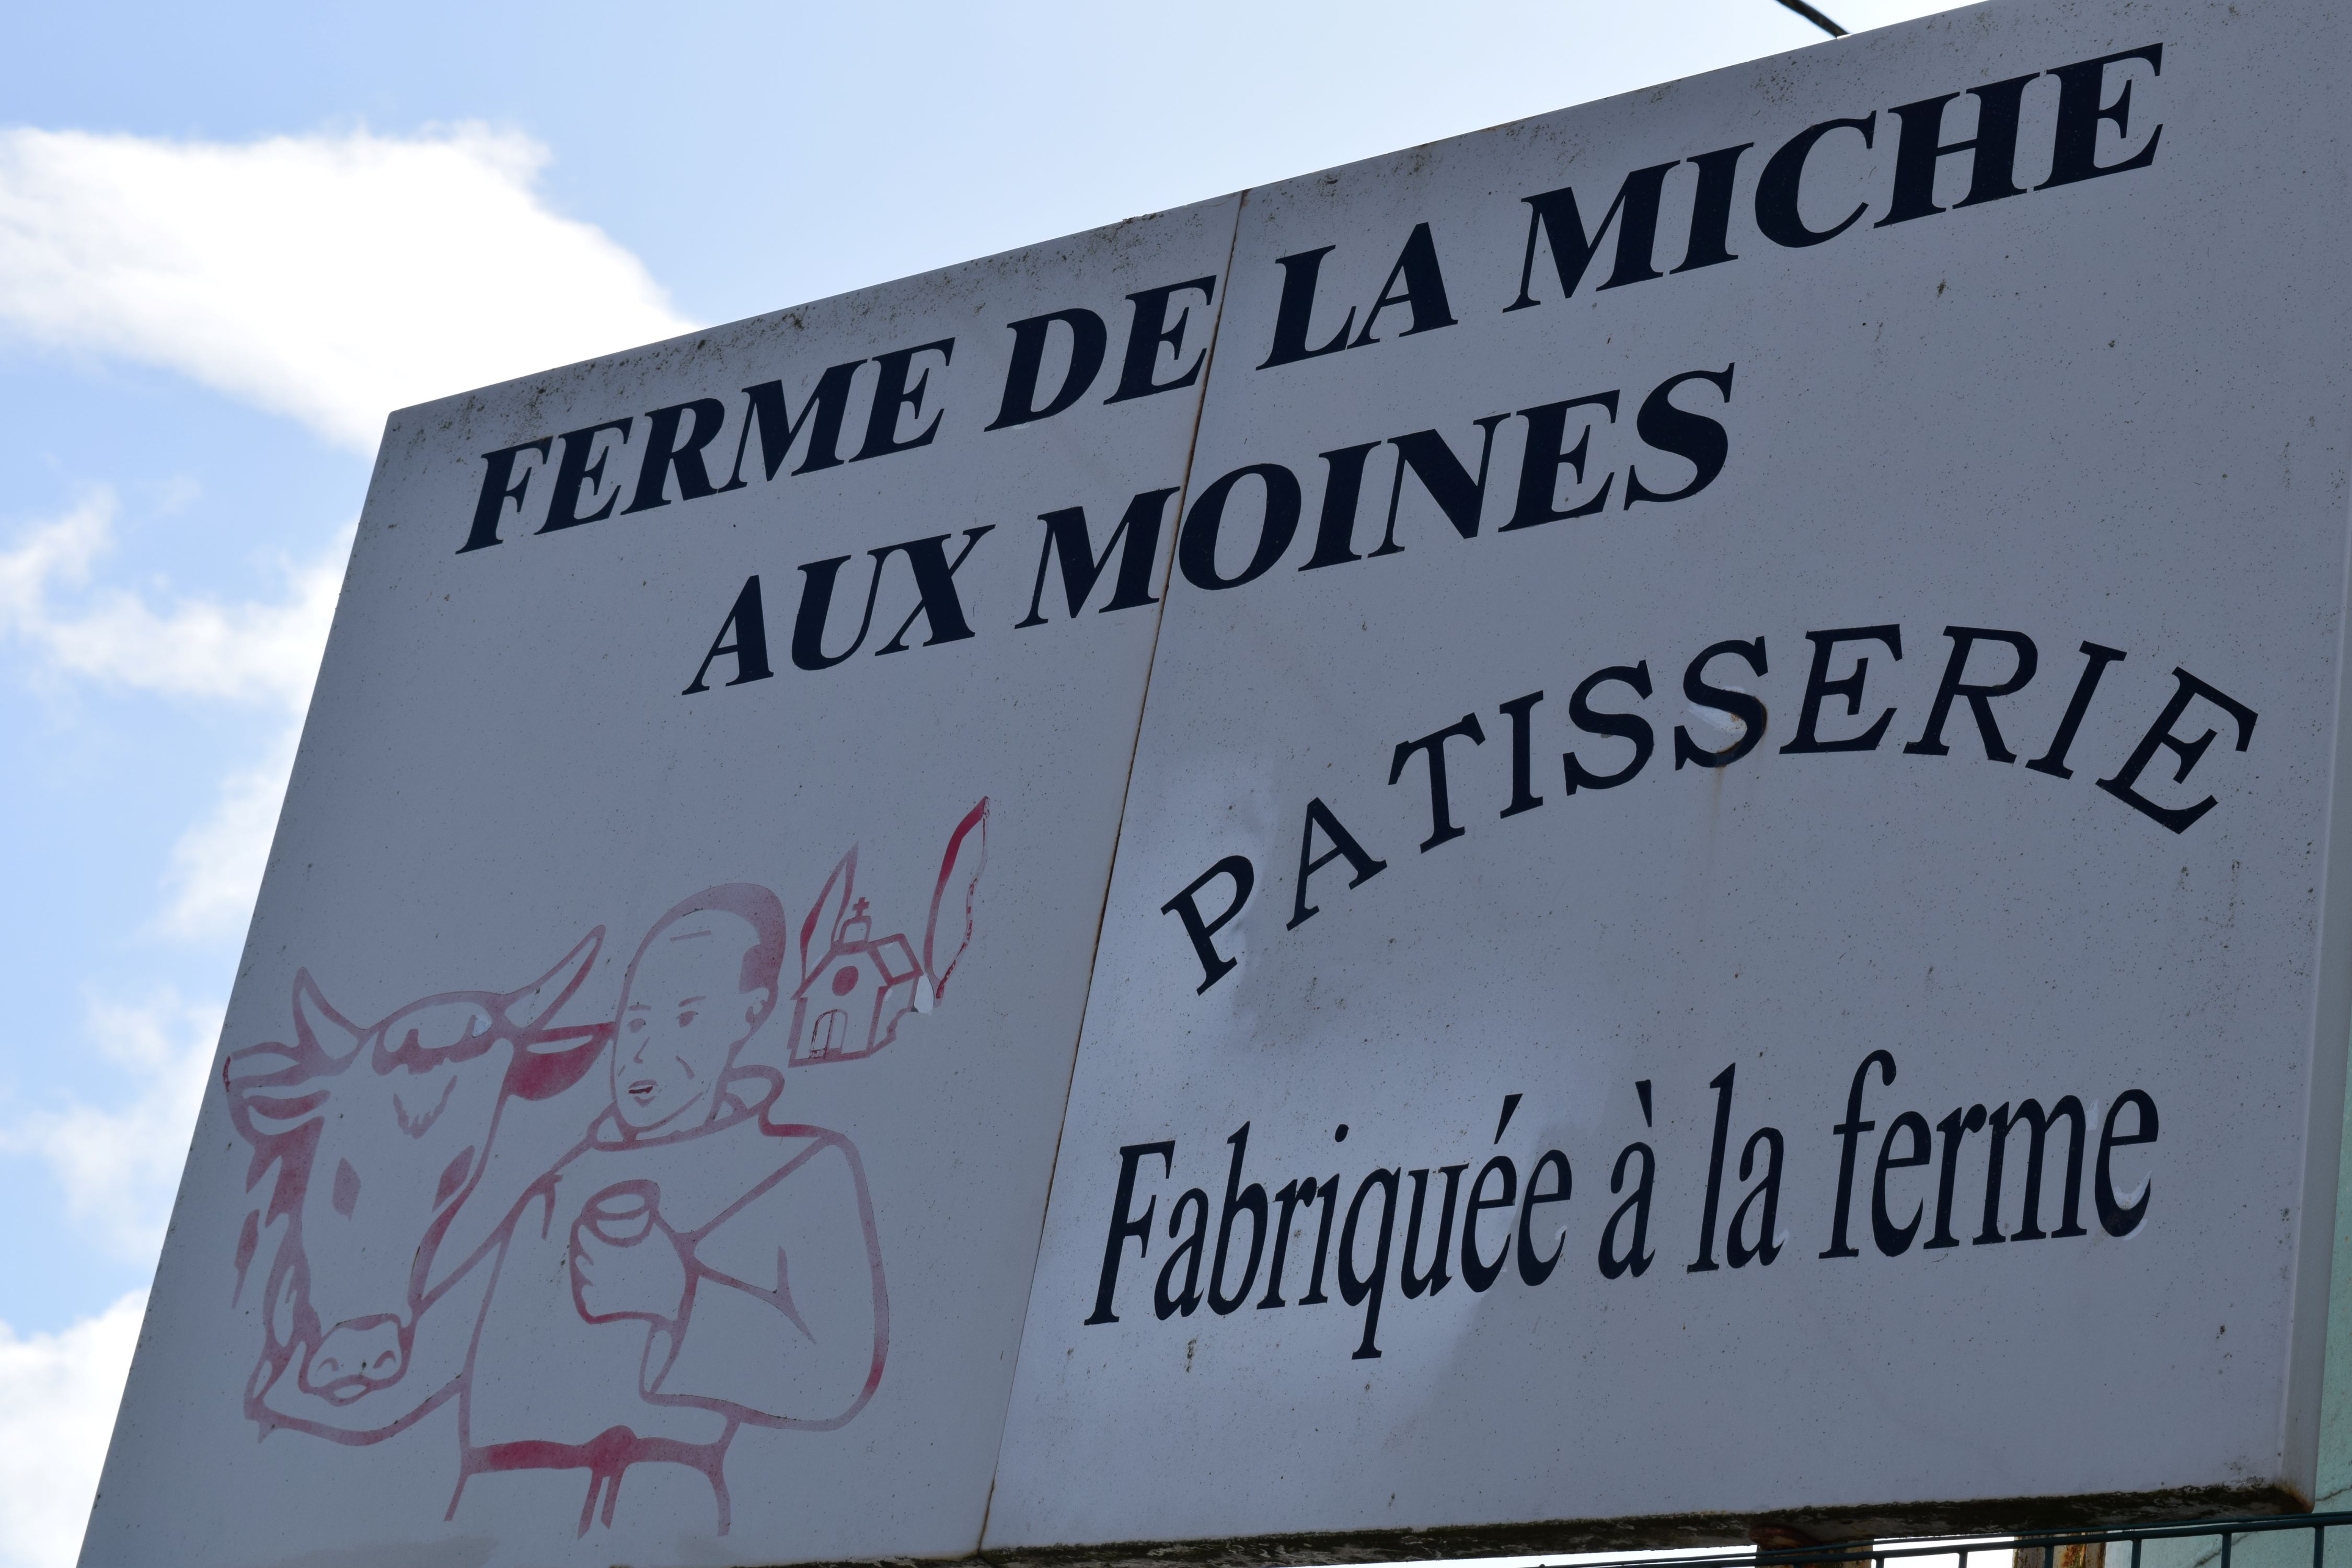 FERME DE LA MICHE
AUX MOINES
PATISSERIE
Fabriquée à la ferme